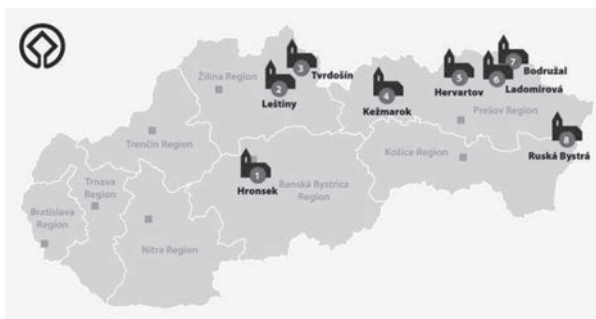 7
3
Bodružal
Žilina Region
Tvrdošín
5
6
2
Hervartov
Ladomirová
4
Leštiny
Kežmarok
Prešov Region
8
Trenčín Region
Košice Region
Ruská Bystrá
1
Trnava
Region
Hronsek
Banská Bystrica
Region
Bratislava
Region
Nitra Region